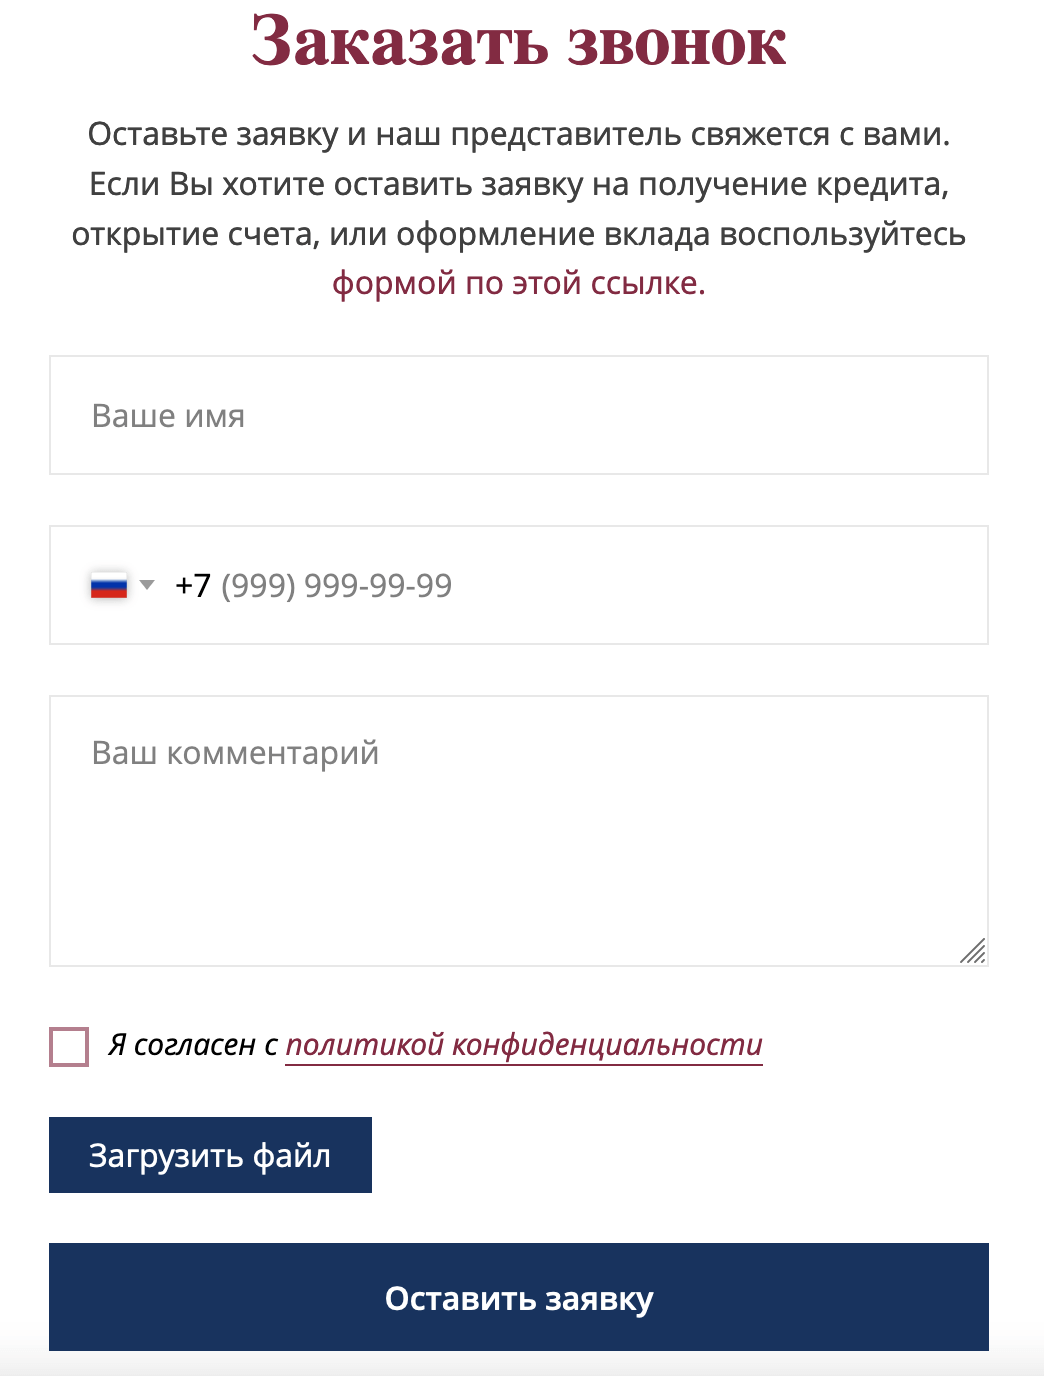 Заказать звонок
Оставьте заявку и наш представитель свяжется с вами.
Если Вы хотите оставить заявку на получение кредита,
открытие счета, или оформление вклада воспользуйтесь
формой по этой ссылке.
Ваше имя
+7 (999) 999-99-99
Ваш комментарий
Я согласен с политикой конфиденциальности
Загрузить файл
Оставить заявку